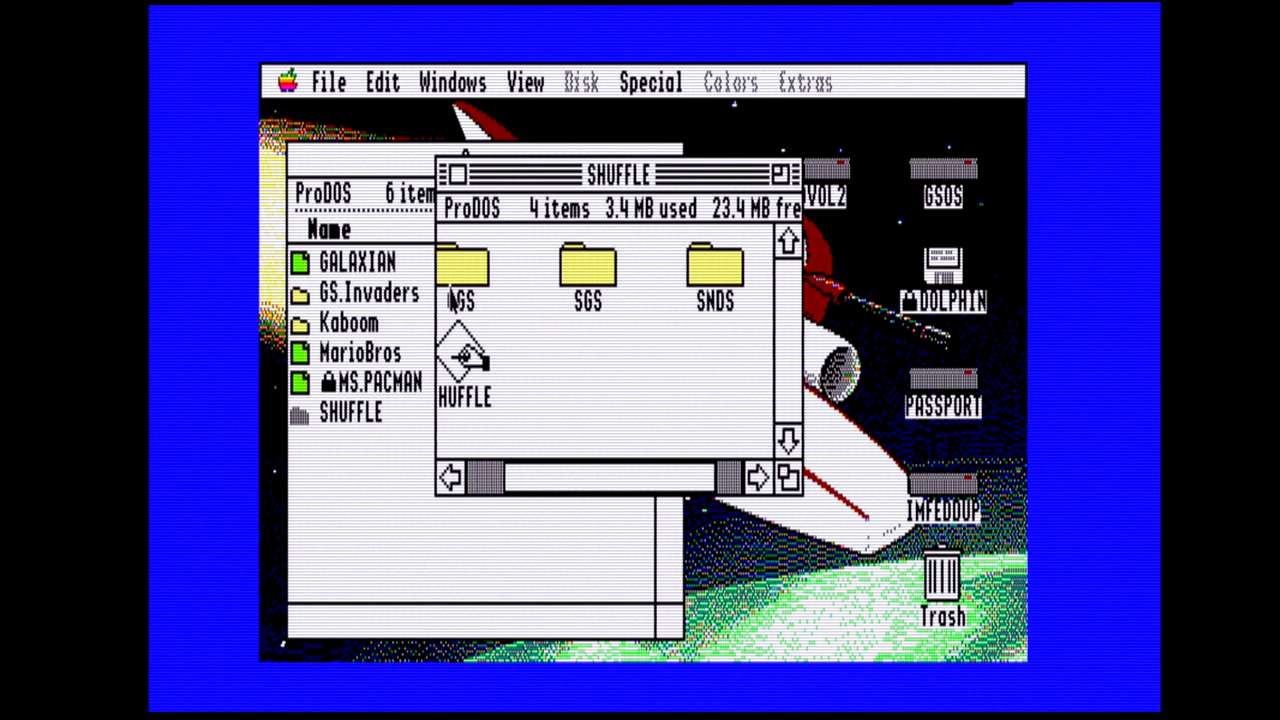 File Edit Windows View Disk Special Colors Extras
SHUFFLE
ProDOS 6 item
ProDOS 4 items 3.4 MB used 23.4 MB fre
Name
GALAXIAN
GS.Invaders
Kaboom
MarioBros
MS.PACMAN
SHUFFLE
SGS
SNDS
HUFFLE
VOL2
GSOS
DOLPHIN
PASSPORT
IMFEDDUP
Trash